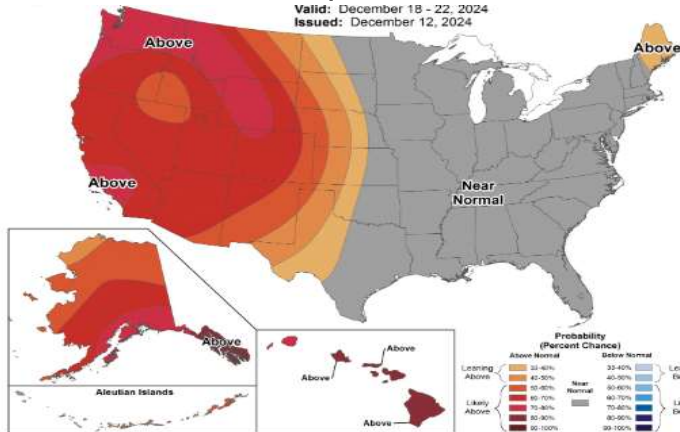 Valid: December 18 - 22, 2024
Issued: December 12, 2024
Above
Above
Above
Near
Normal
Above
Aleutian Islands
Above
Above
Above
Probability
(Percent Chance)
Above Normal
Below Normal
Leaning
Above
Likely
Above
33-40%
40-50%
50-60%
60-70%
70-80%
80-90%
90-100%
Near
Normal
33-40%
40-50%
50-60%
60-70%
70-80%
80-90%
90-100%